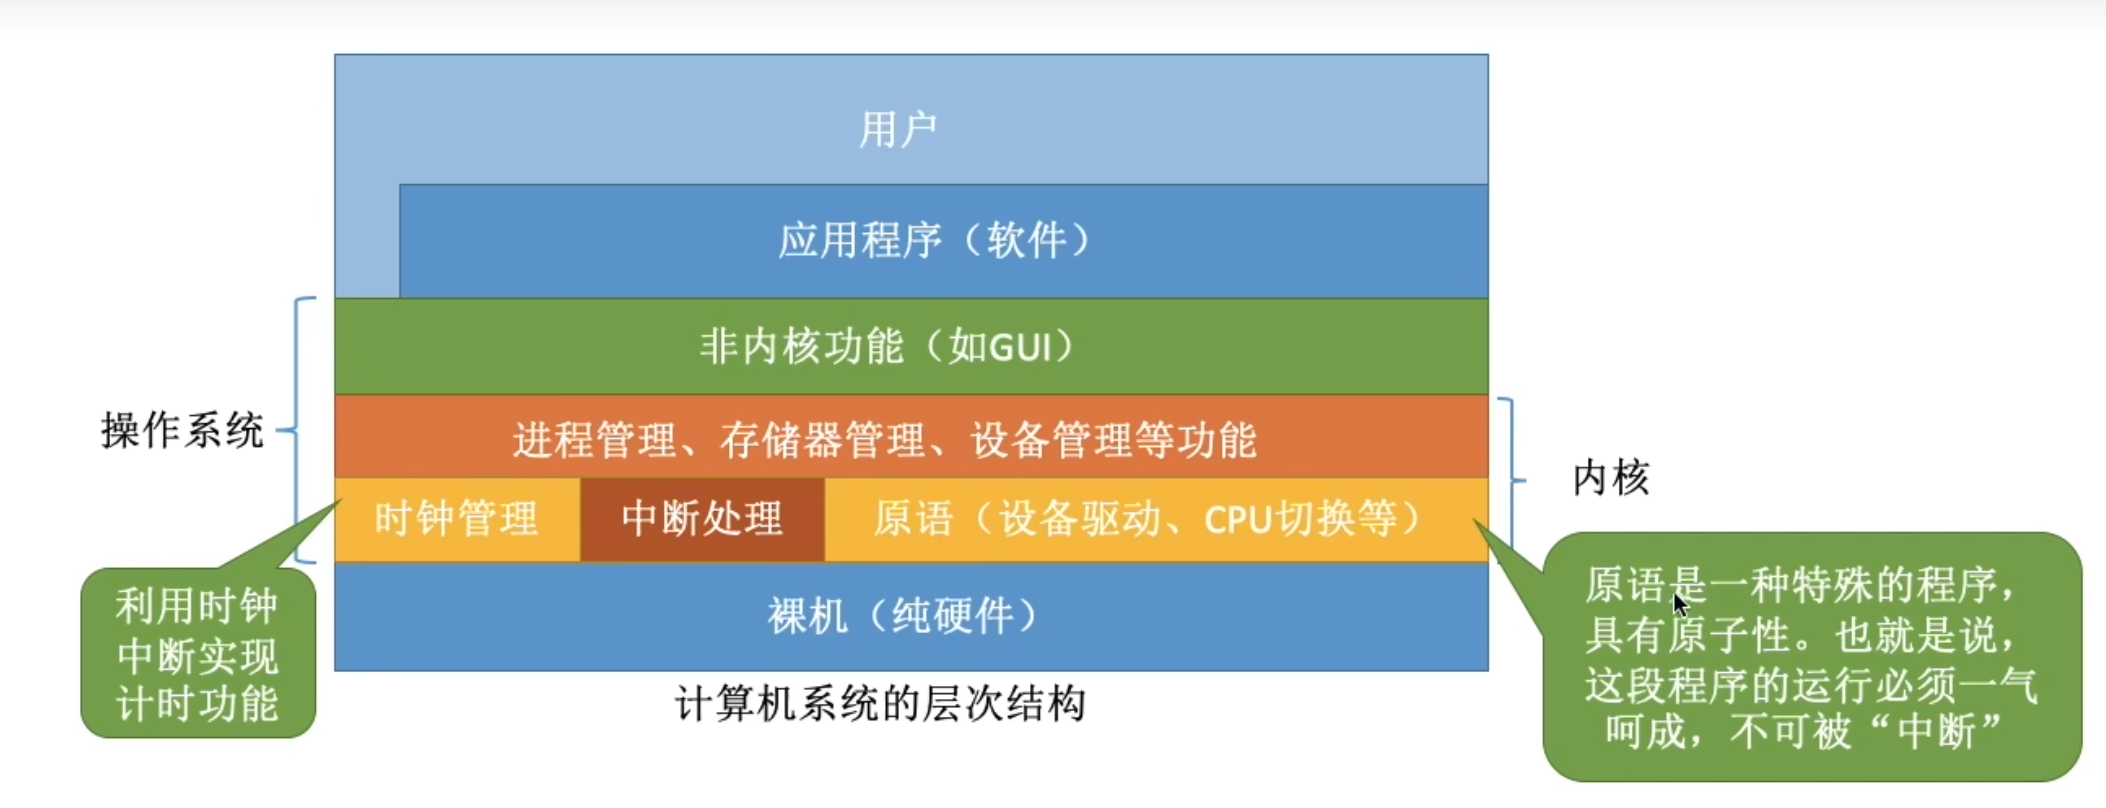 用户
应用程序（软件）
非内核功能（如GUI）
操作系统
进程管理、存储器管理、设备管理等功能
内核
时钟管理
中断处理
原语（设备驱动、CPU切换等）
利用时钟
中断实现
计时功能
裸机（纯硬件）
原语是一种特殊的程序，
具有原子性。也就是说，
这段程序的运行必须一气
呵成，不可被“中断”
计算机系统的层次结构